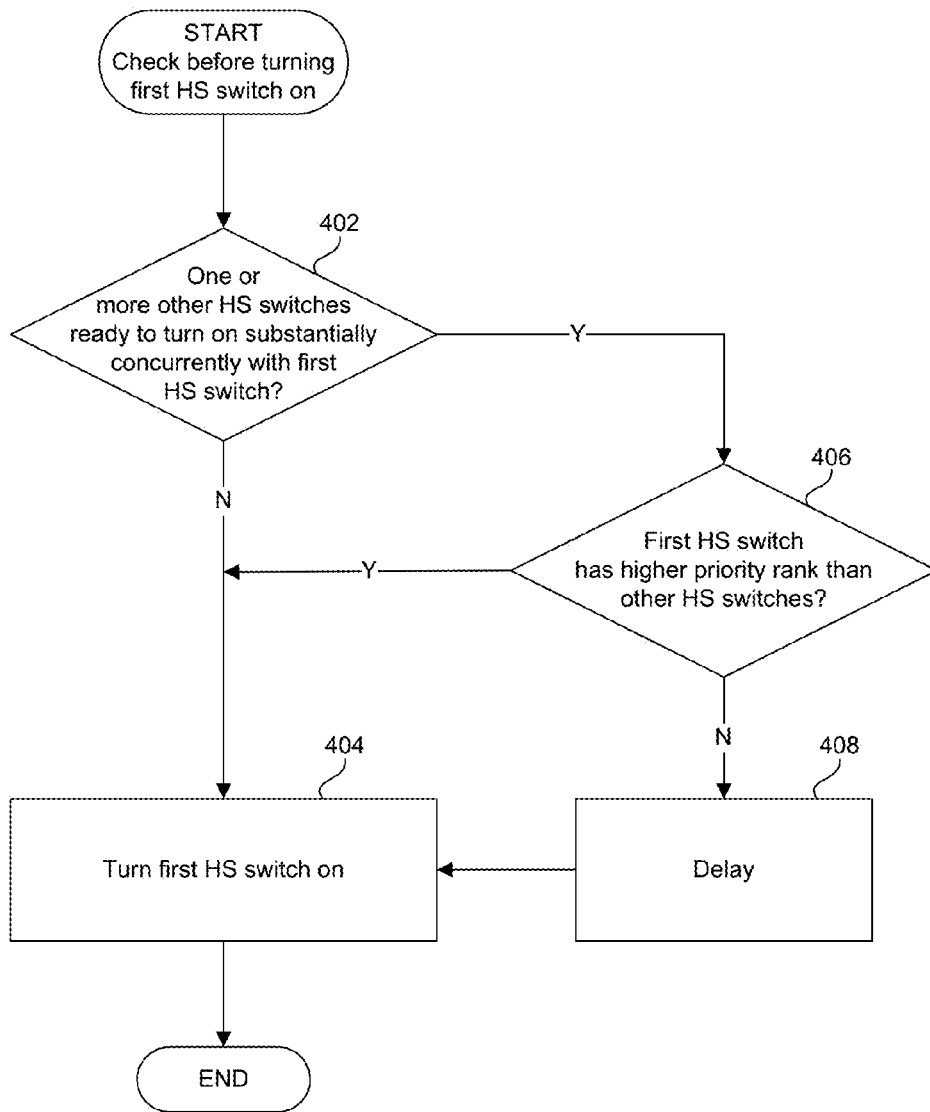 START
Check before turning
first HS switch on
402
One or
more other HS switches
ready to turn on substantially
concurrently with first
HS switch?
Y
406
N
First HS switch
has higher priority rank than
other HS switches?
Y
N
404
408
Turn first HS switch on
Delay
END